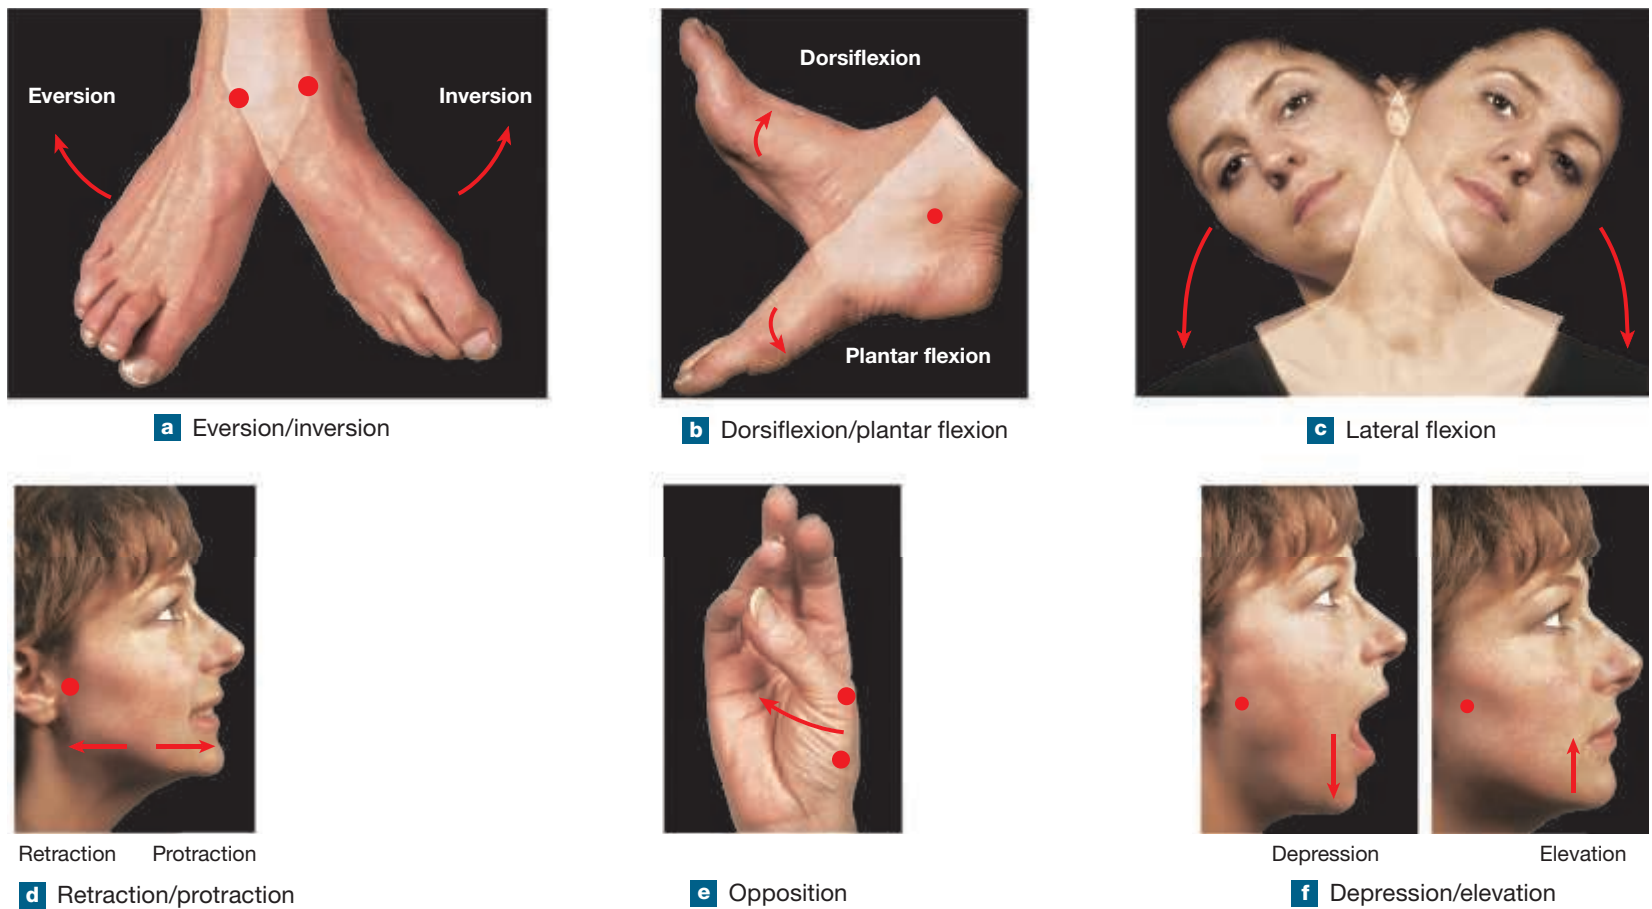 Eversion
Inversion
Dorsiflexion
Plantar flexion
a Eversion/inversion
b Dorsiflexion/plantar flexion
c Lateral flexion
Retraction Protraction
d Retraction/protraction
e Opposition
Depression
Elevation
f Depression/elevation